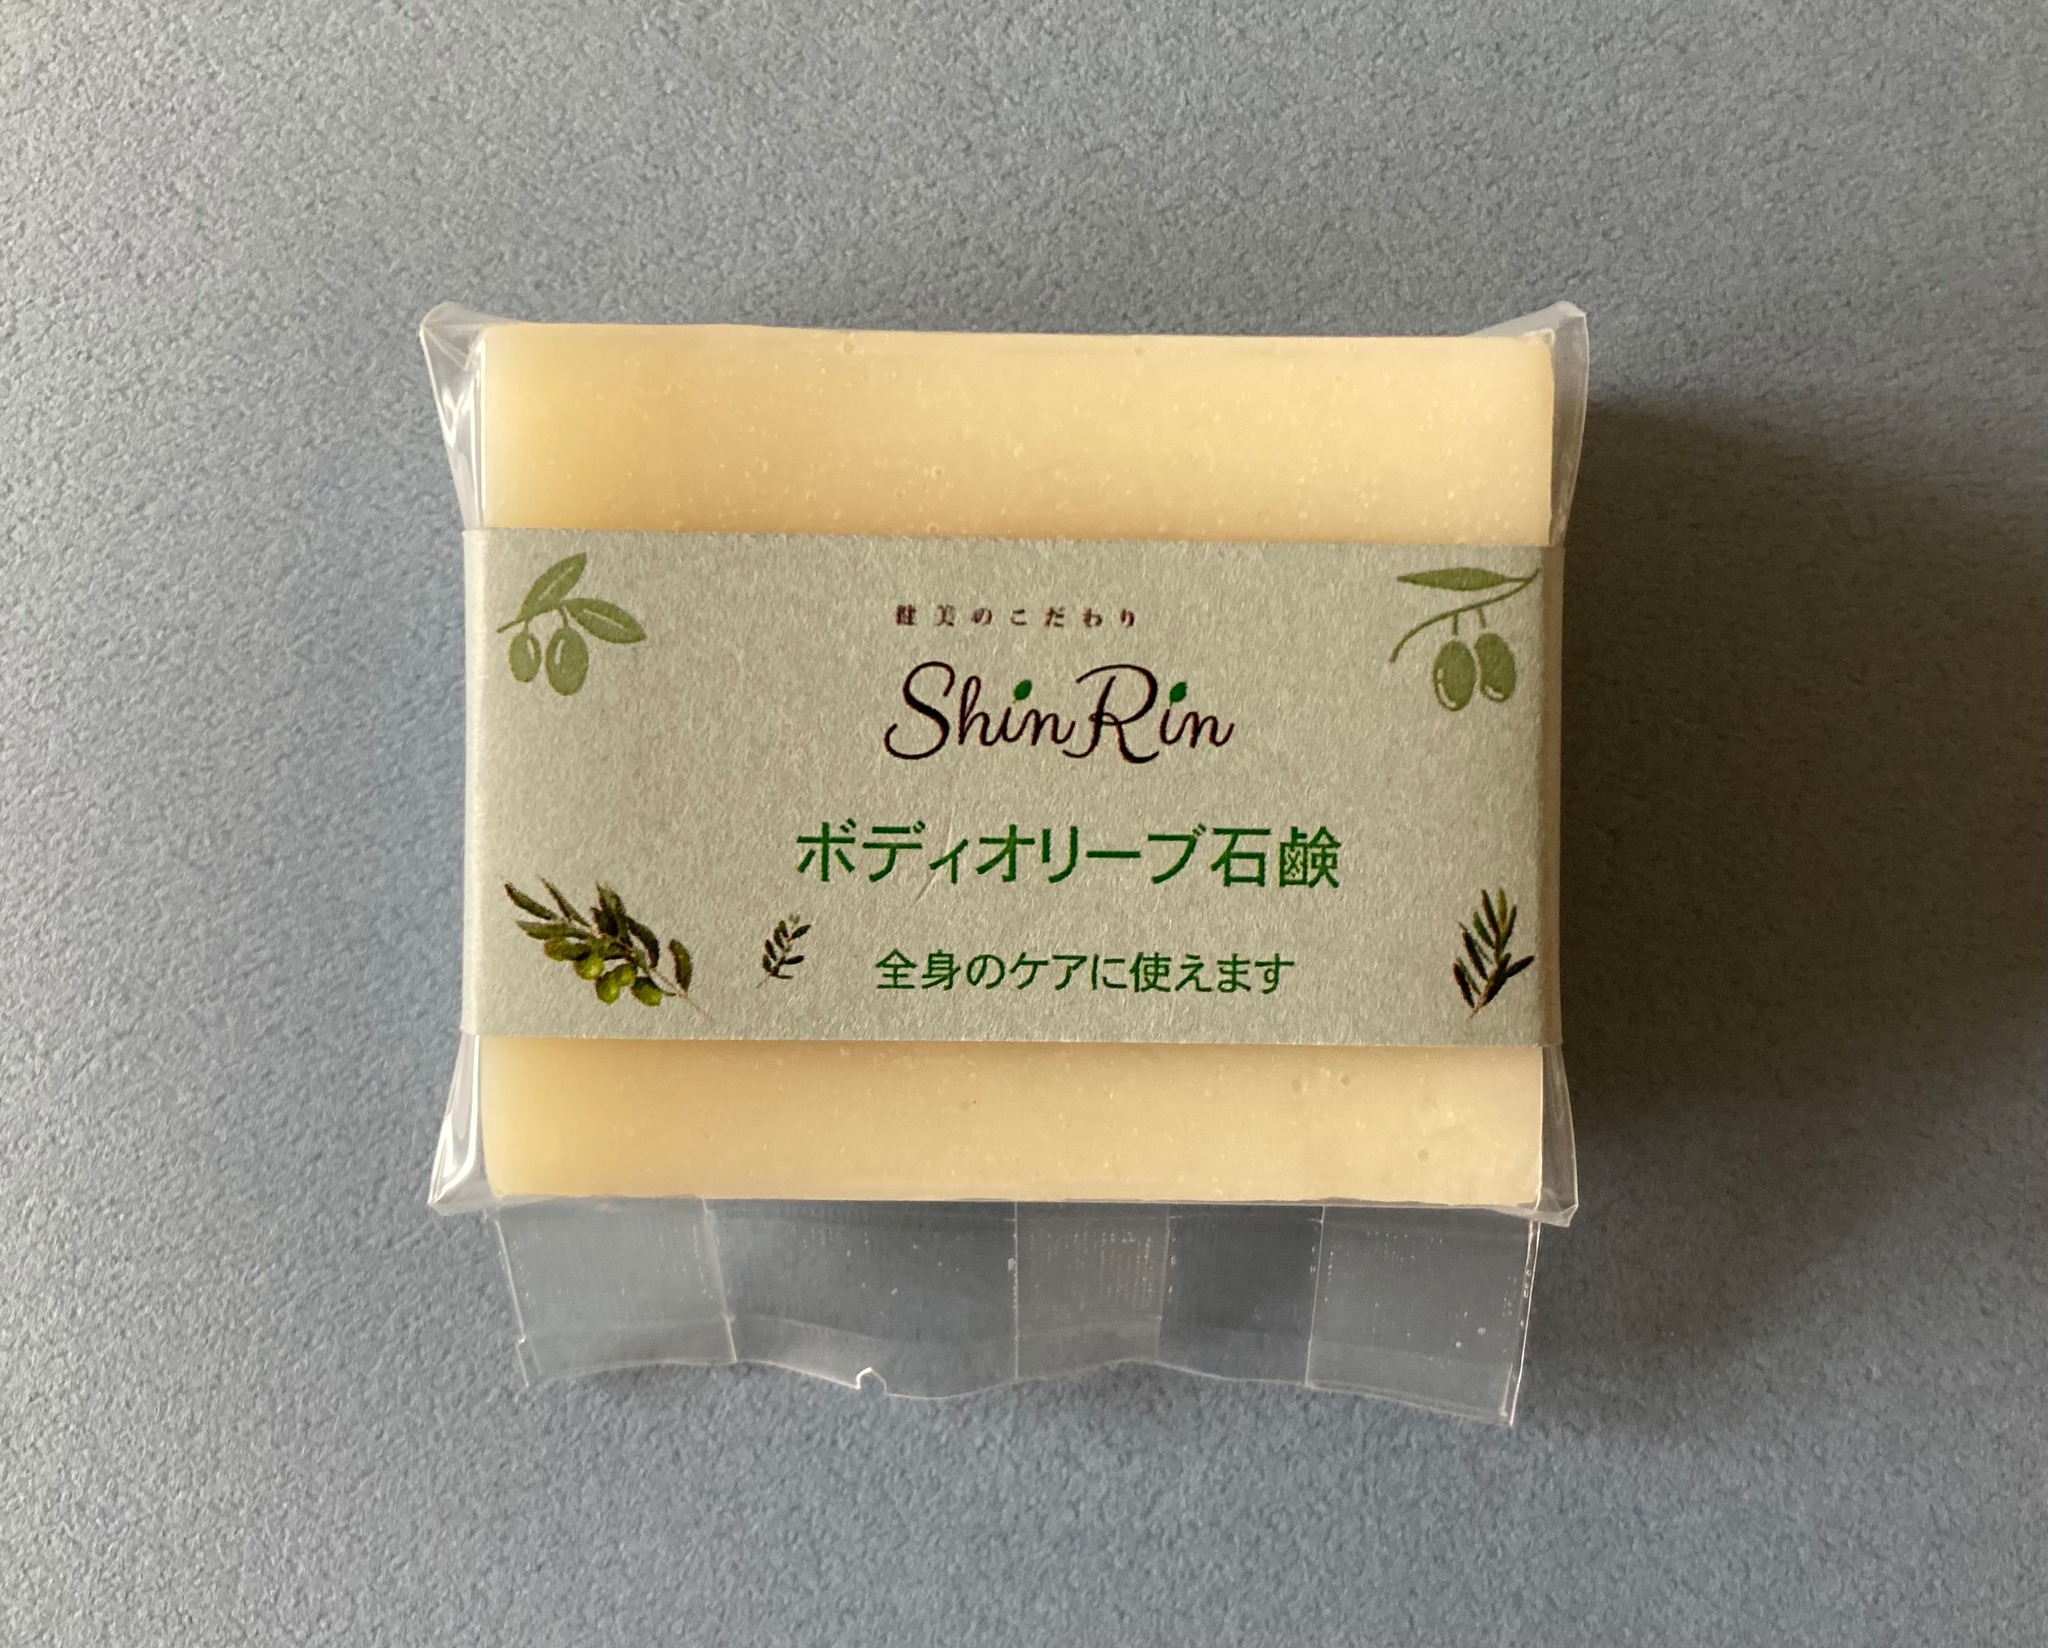 健美のこだわり
ShinRin
ボディオリーブ石鹸
全身のケアに使えます